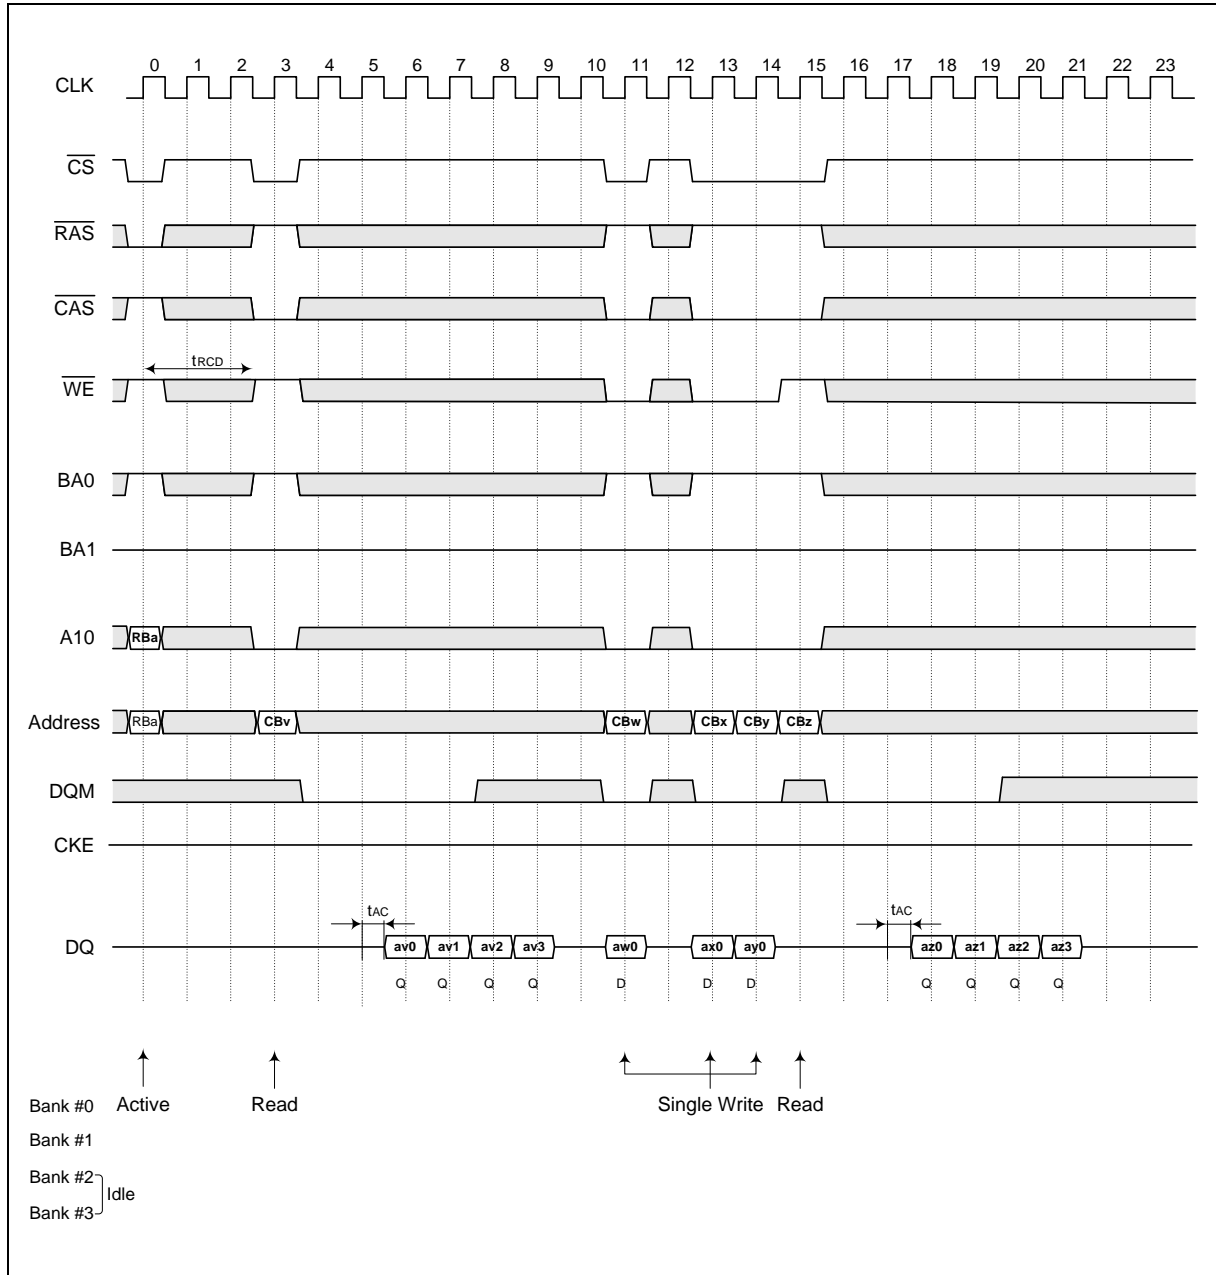 0 1 2 3 4 5 6 7 8 9 10 11 12 13 14 15 16 17 18 19 20 21 22 23
CLK
CS
RAS
CAS
tRCD
WE
BA0
BA1
A10 RBa
Address RBa CBv CBw CBx CBy CBz
DQM
CKE
tAC tAC
DQ av0 av1 av2 av3 aw0 ax0 ay0 az0 az1 az2 az3
Q Q Q Q D D D Q Q Q Q
Bank #0 Active Read Single Write Read
Bank #1
Bank #2
Idle
Bank #3